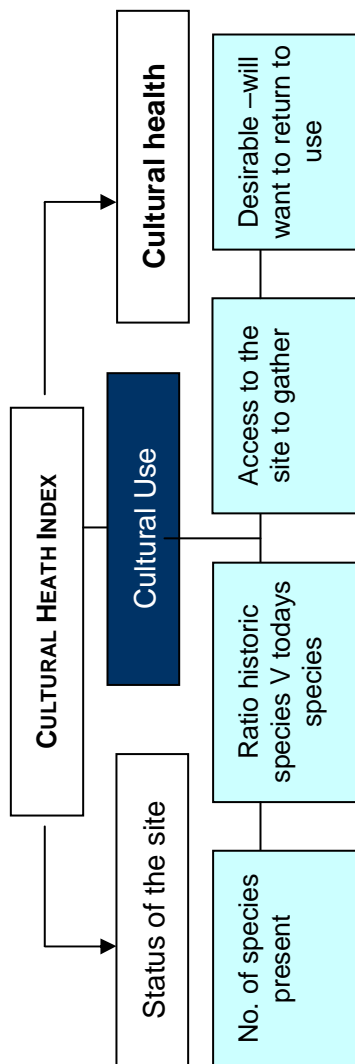 CULTURAL HEATH INDEX
Status of the site
Cultural Use
Cultural health
No. of species
present
Ratio historic
species V todays
species
Access to the
site to gather
Desirable –will
want to return to
use